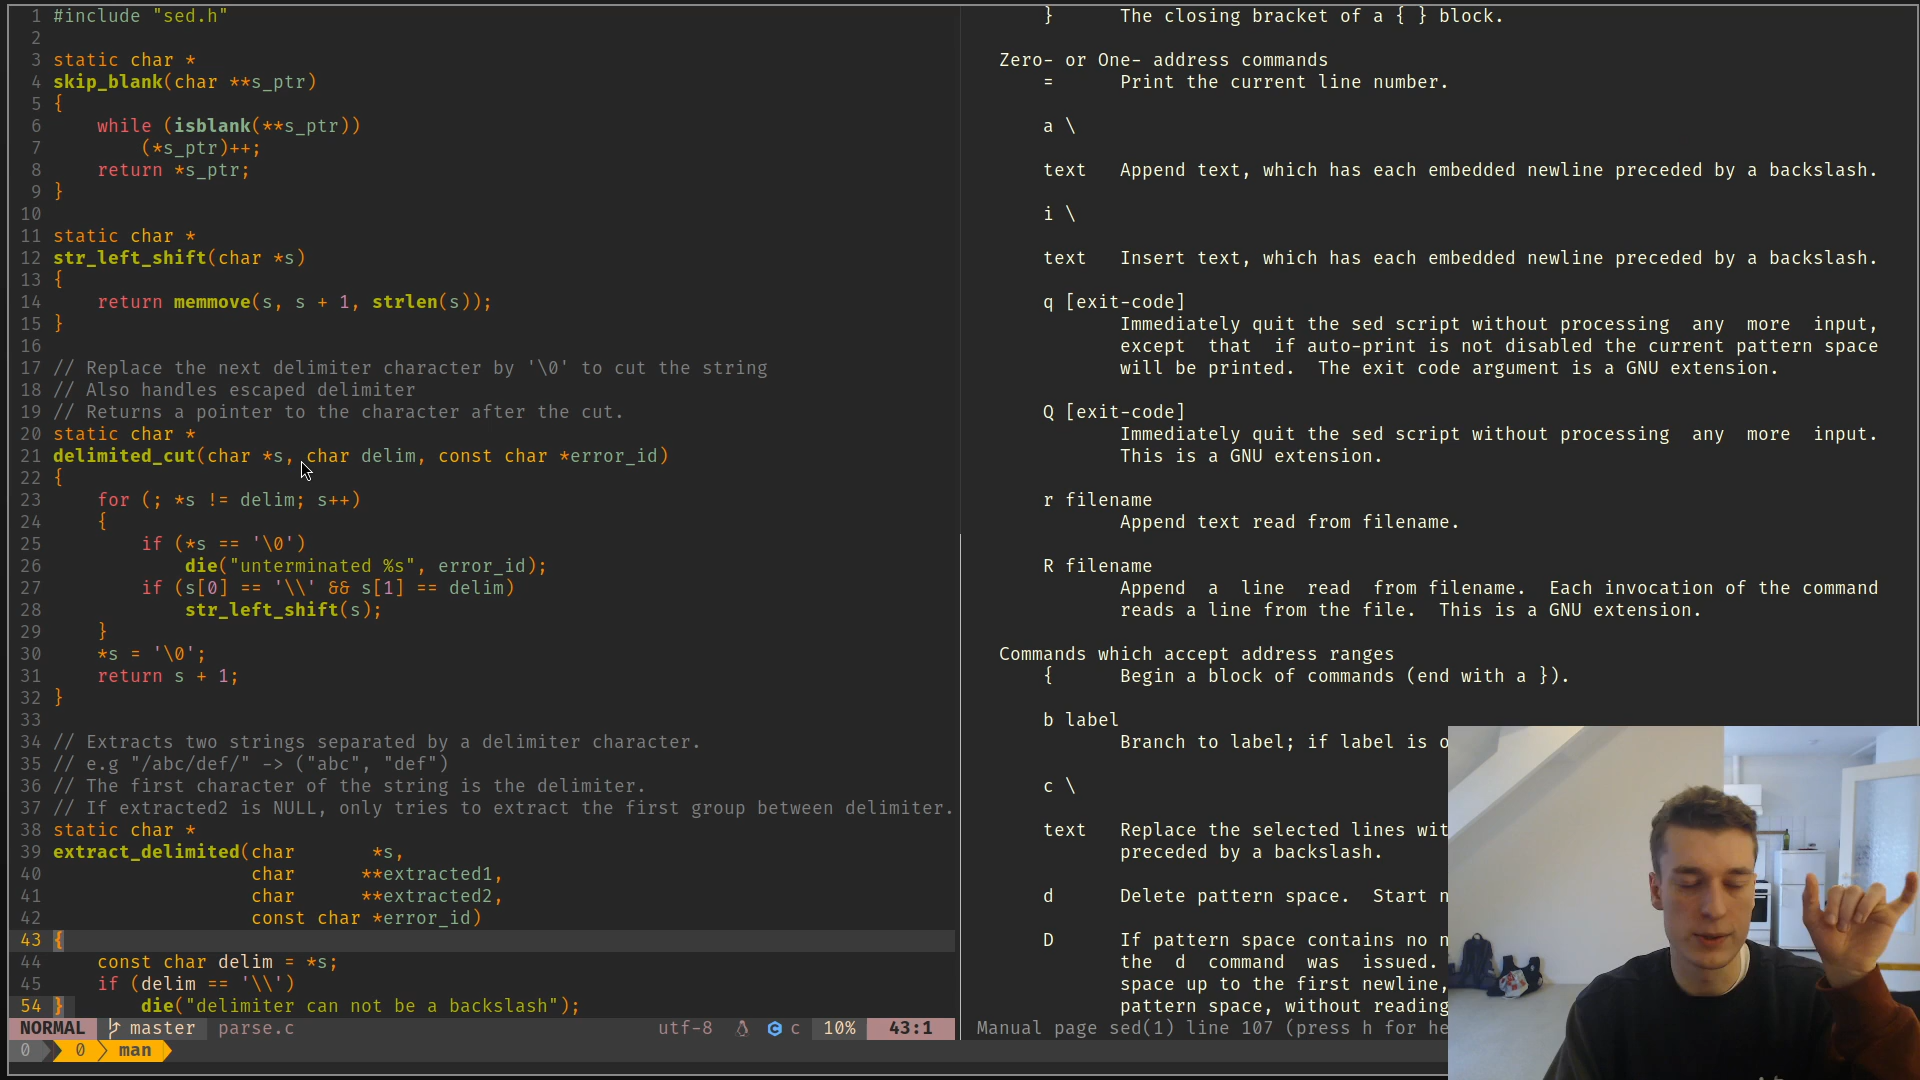 1 #include "sed.h"
2
3 static char *
4 skip_blank(char **s_ptr)
5 {
6     while (isblank(**s_ptr))
7         (*s_ptr)++;
8     return *s_ptr;
9 }
10
11 static char *
12 str_left_shift(char *s)
13 {
14     return memmove(s, s + 1, strlen(s));
15 }
16
17 // Replace the next delimiter character by '\0' to cut the string
18 // Also handles escaped delimiter
19 // Returns a pointer to the character after the cut.
20 static char *
21 delimited_cut(char *s, char delim, const char *error_id)
22 {
23     for (; *s != delim; s++)
24     {
25         if (*s == '\0')
26             die("unterminated %s", error_id);
27         if (s[0] == '\\' && s[1] == delim)
28             str_left_shift(s);
29     }
30     *s = '\0';
31     return s + 1;
32 }
33
34 // Extracts two strings separated by a delimiter character.
35 // e.g "/abc/def/" -> ("abc", "def")
36 // The first character of the string is the delimiter.
37 // If extracted2 is NULL, only tries to extract the first group between delimiter.
38 static char *
39 extract_delimited(char       *s,
40                   char      **extracted1,
41                   char      **extracted2,
42                   const char *error_id)
43 {
44     const char delim = *s;
45     if (delim == '\\')
54 }       die("delimiter can not be a backslash");
NORMAL master parse.c utf-8 c 10% 43:1
0 0 man
}      The closing bracket of a { } block.
Zero- or One- address commands
=      Print the current line number.
a \
text   Append text, which has each embedded newline preceded by a backslash.
i \
text   Insert text, which has each embedded newline preceded by a backslash.
q [exit-code]
Immediately quit the sed script without processing any more input,
except that if auto-print is not disabled the current pattern space
will be printed.  The exit code argument is a GNU extension.
Q [exit-code]
Immediately quit the sed script without processing any more input.
This is a GNU extension.
r filename
Append text read from filename.
R filename
Append a line read from filename.  Each invocation of the command
reads a line from the file.  This is a GNU extension.
Commands which accept address ranges
{      Begin a block of commands (end with a }).
b label
Branch to label; if label is o
c \
text   Replace the selected lines wit
preceded by a backslash.
d      Delete pattern space.  Start n
D      If pattern space contains no n
the d command was issued.
space up to the first newline,
pattern space, without reading
Manual page sed(1) line 107 (press h for he